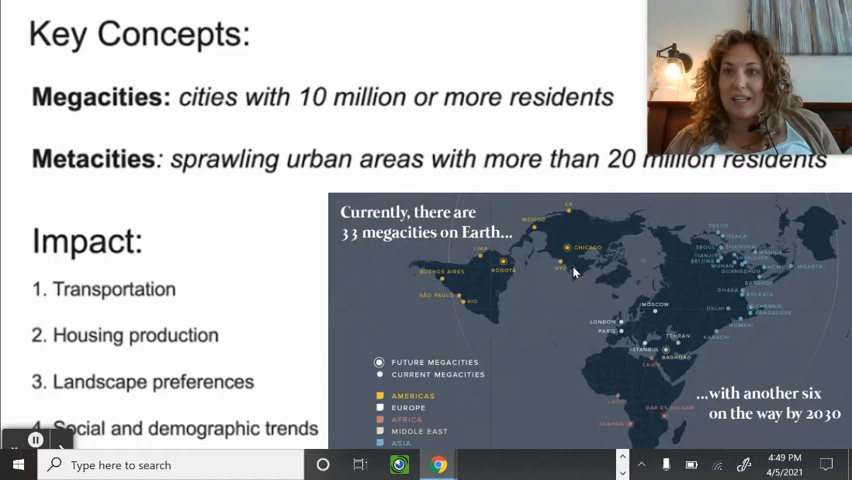 Key Concepts:
Megacities: cities with 10 million or more residents
Metacities: sprawling urban areas with more than 20 million residents
Impact:
1. Transportation
2. Housing production
3. Landscape preferences
4. Social and demographic trends
Currently, there are
33 megacities on Earth...
LA
MEXICO
CHICAGO
NYC
LIMA
BOGOTÁ
BUENOS AIRES
SÃO PAULO
RIO
TOKYO
OSAKA
SEOUL
SHANGHAI
TIANJIN
MANILA
BEIJING
WUHAN
GUANGZHOU
JAKARTA
BANGKOK
DHAKA
KOLKATA
DELHI
CHENNAI
BANGALORE
MUMBAI
KARACHI
MOSCOW
LONDON
PARIS
TEHRAN
ISTANBUL
BAGHDAD
CAIRO
LAGOS
DAR ES SALAAM
KINSHASA
FUTURE MEGACITIES
CURRENT MEGACITIES
AMERICAS
EUROPE
AFRICA
MIDDLE EAST
ASIA
...with another six
on the way by 2030
Type here to search
4:49 PM
4/5/2021